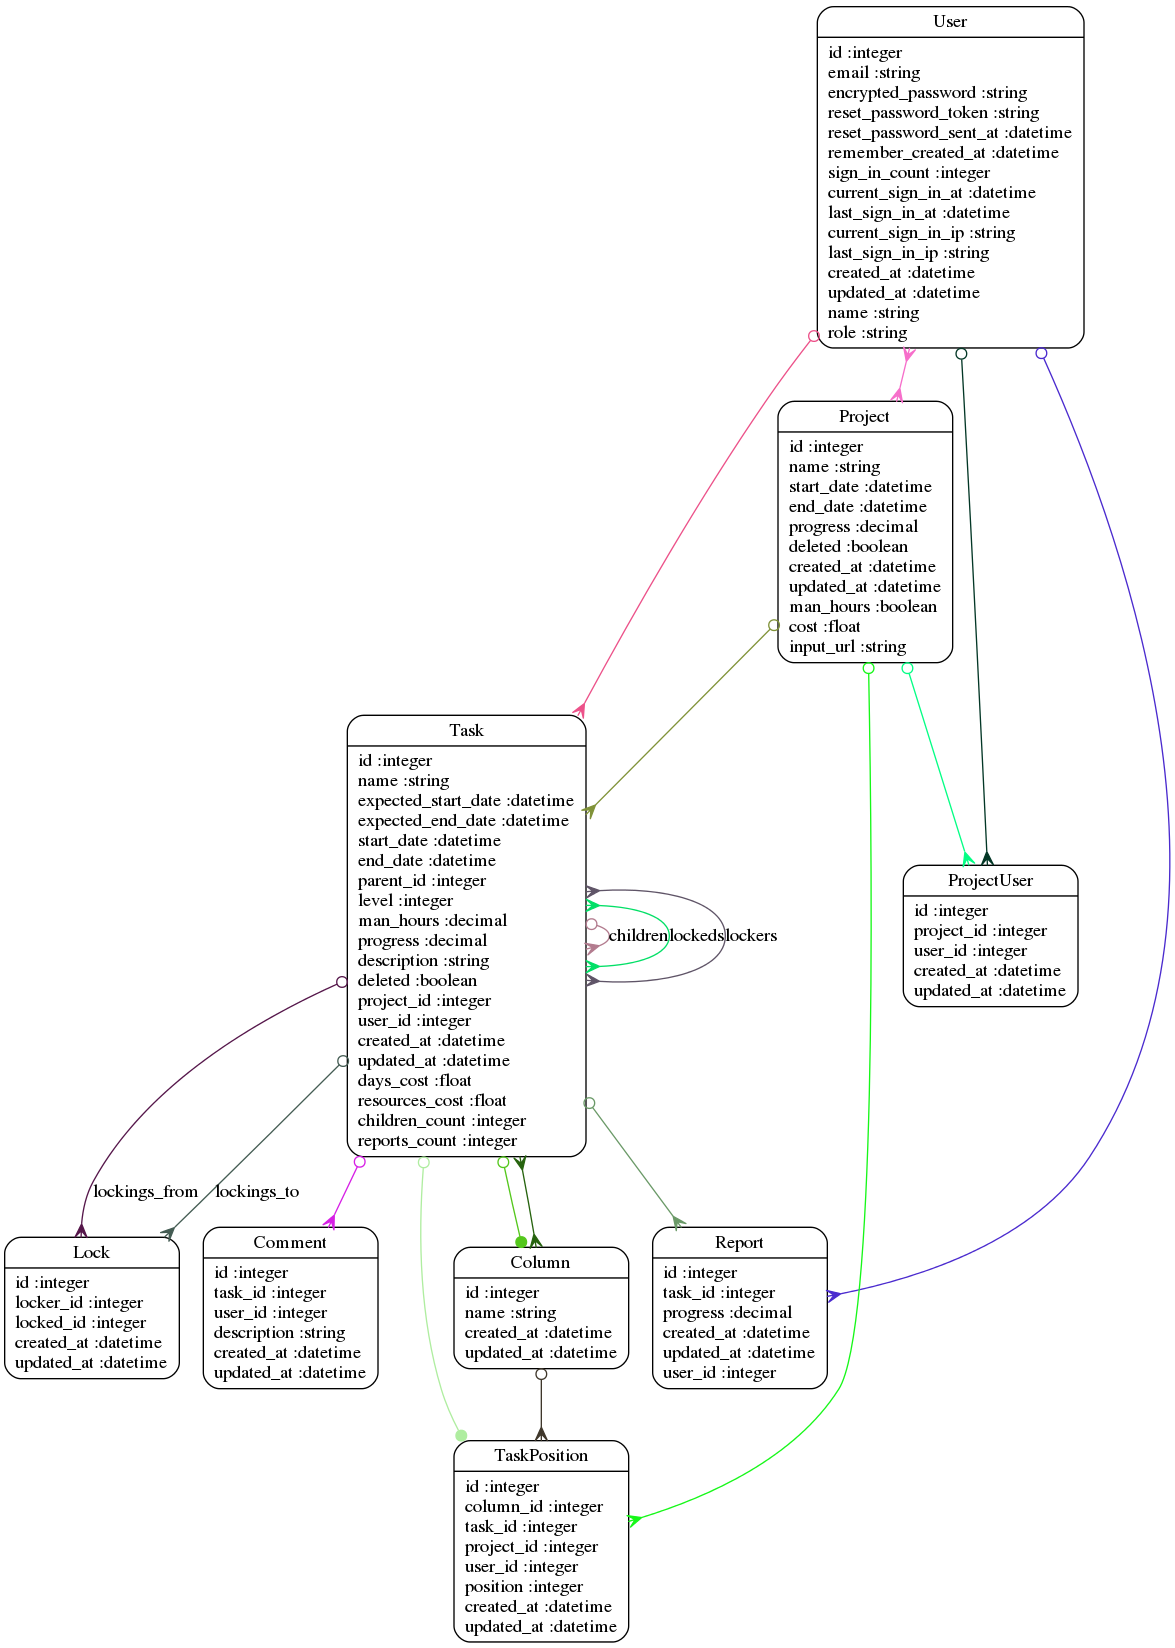 User
id :integer
email :string
encrypted_password :string
reset_password_token :string
reset_password_sent_at :datetime
remember_created_at :datetime
sign_in_count :integer
current_sign_in_at :datetime
last_sign_in_at :datetime
current_sign_in_ip :string
last_sign_in_ip :string
created_at :datetime
updated_at :datetime
name :string
role :string
Project
id :integer
name :string
start_date :datetime
end_date :datetime
progress :decimal
deleted :boolean
created_at :datetime
updated_at :datetime
man_hours :boolean
cost :float
input_url :string
Task
id :integer
name :string
expected_start_date :datetime
expected_end_date :datetime
start_date :datetime
end_date :datetime
parent_id :integer
level :integer
man_hours :decimal
progress :decimal
description :string
deleted :boolean
project_id :integer
user_id :integer
created_at :datetime
updated_at :datetime
days_cost :float
resources_cost :float
children_count :integer
reports_count :integer
children
lockeds
lockers
ProjectUser
id :integer
project_id :integer
user_id :integer
created_at :datetime
updated_at :datetime
lockings_from
lockings_to
Lock
id :integer
locker_id :integer
locked_id :integer
created_at :datetime
updated_at :datetime
Comment
id :integer
task_id :integer
user_id :integer
description :string
created_at :datetime
updated_at :datetime
Column
id :integer
name :string
created_at :datetime
updated_at :datetime
Report
id :integer
task_id :integer
progress :decimal
created_at :datetime
updated_at :datetime
user_id :integer
TaskPosition
id :integer
column_id :integer
task_id :integer
project_id :integer
user_id :integer
position :integer
created_at :datetime
updated_at :datetime